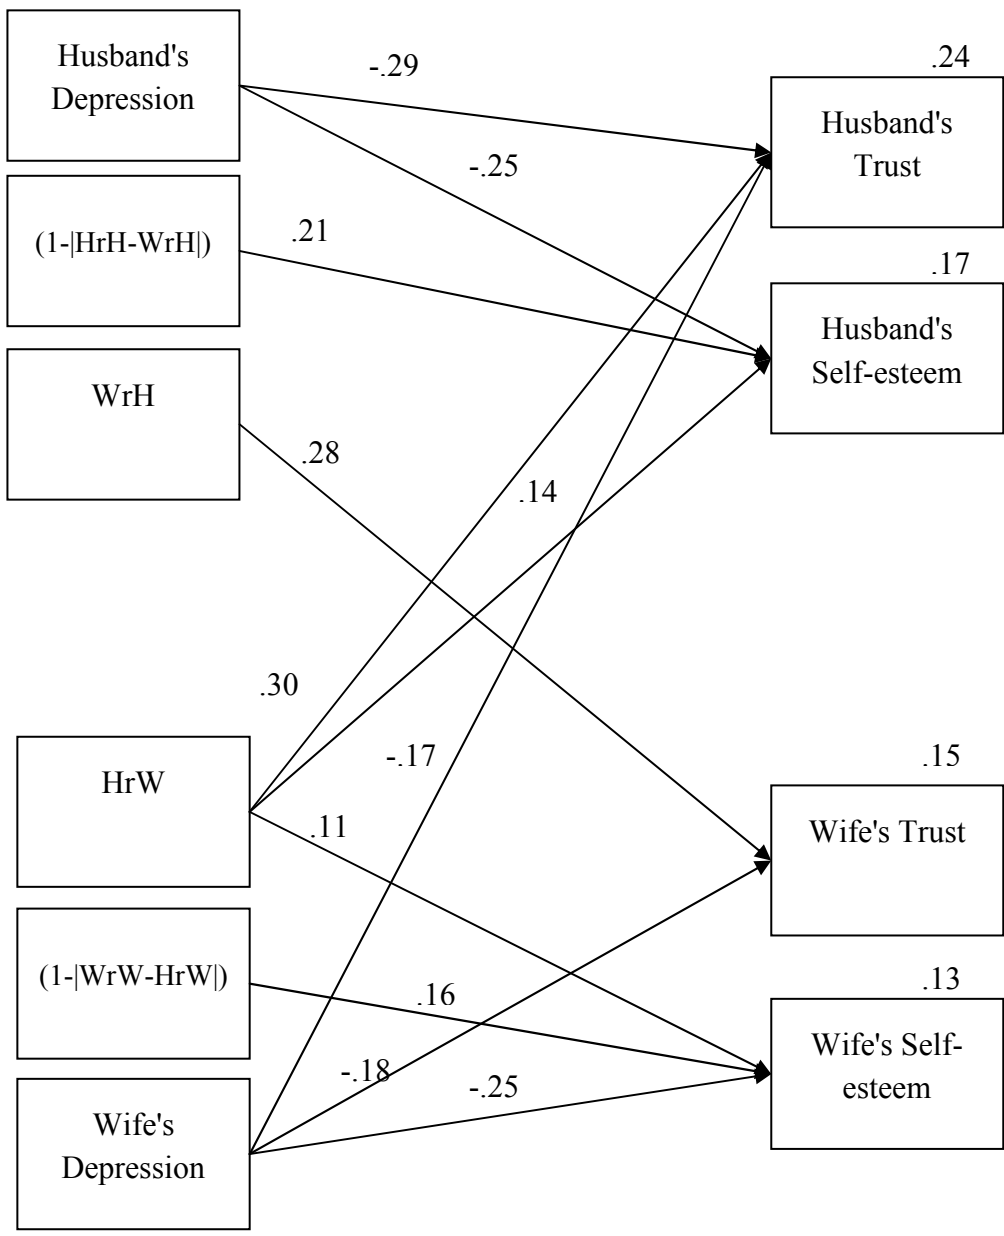 Husband's
Depression
-.29
.24
Husband's
Trust
-.25
(1-|HrH-WrH|)
.21
.17
Husband's
Self-esteem
WrH
.28
.14
.30
HrW
-.17
.15
Wife's Trust
.11
(1-|WrW-HrW|)
.16
.13
Wife's Self-
esteem
-.18
-.25
Wife's
Depression